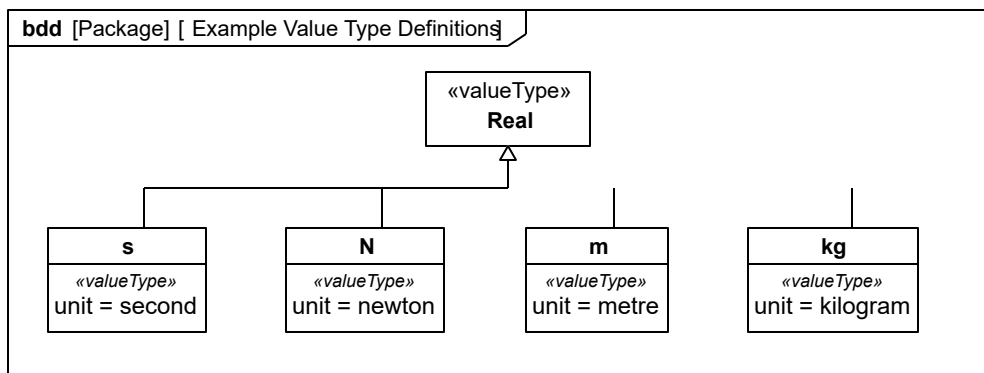 bdd [Package] [ Example Value Type Definitions]
«valueType»
Real
s
«valueType»
unit = second
N
«valueType»
unit = newton
m
«valueType»
unit = metre
kg
«valueType»
unit = kilogram